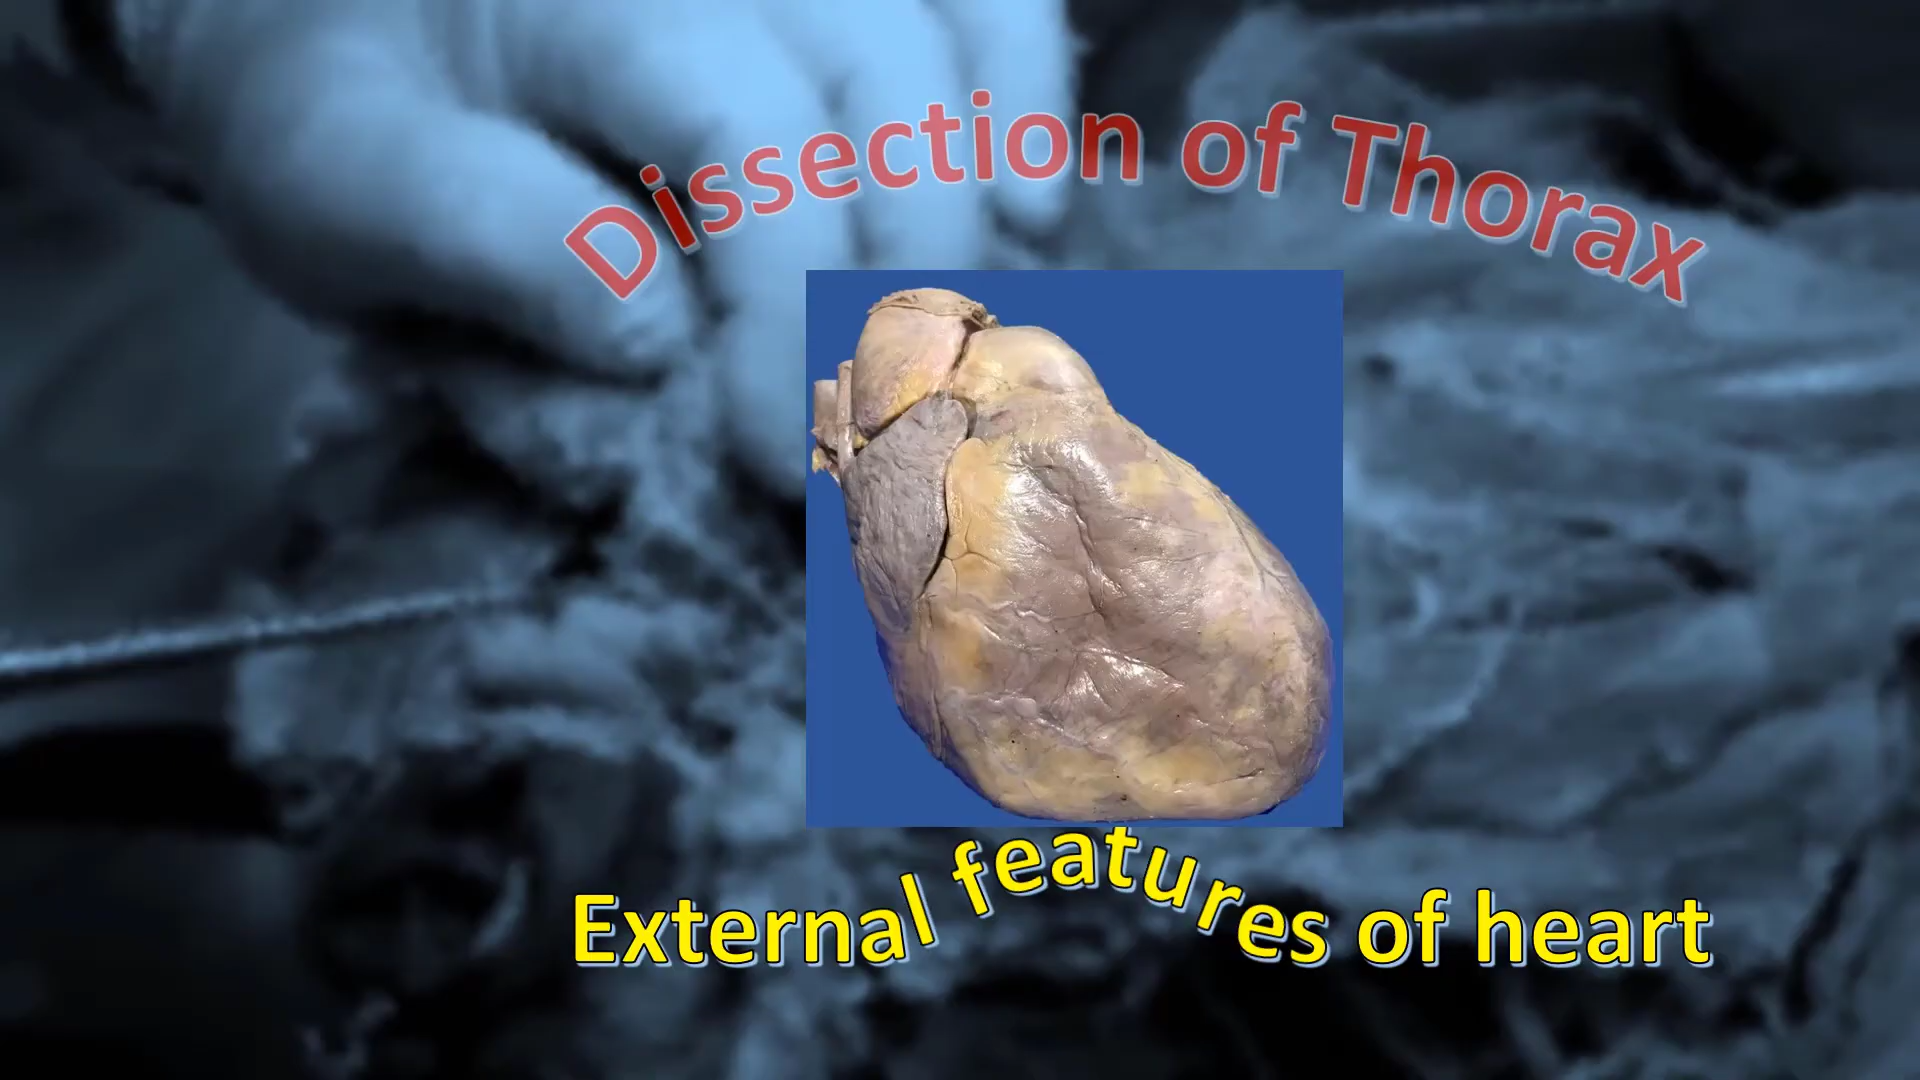 Dissection of Thorax
External features of heart